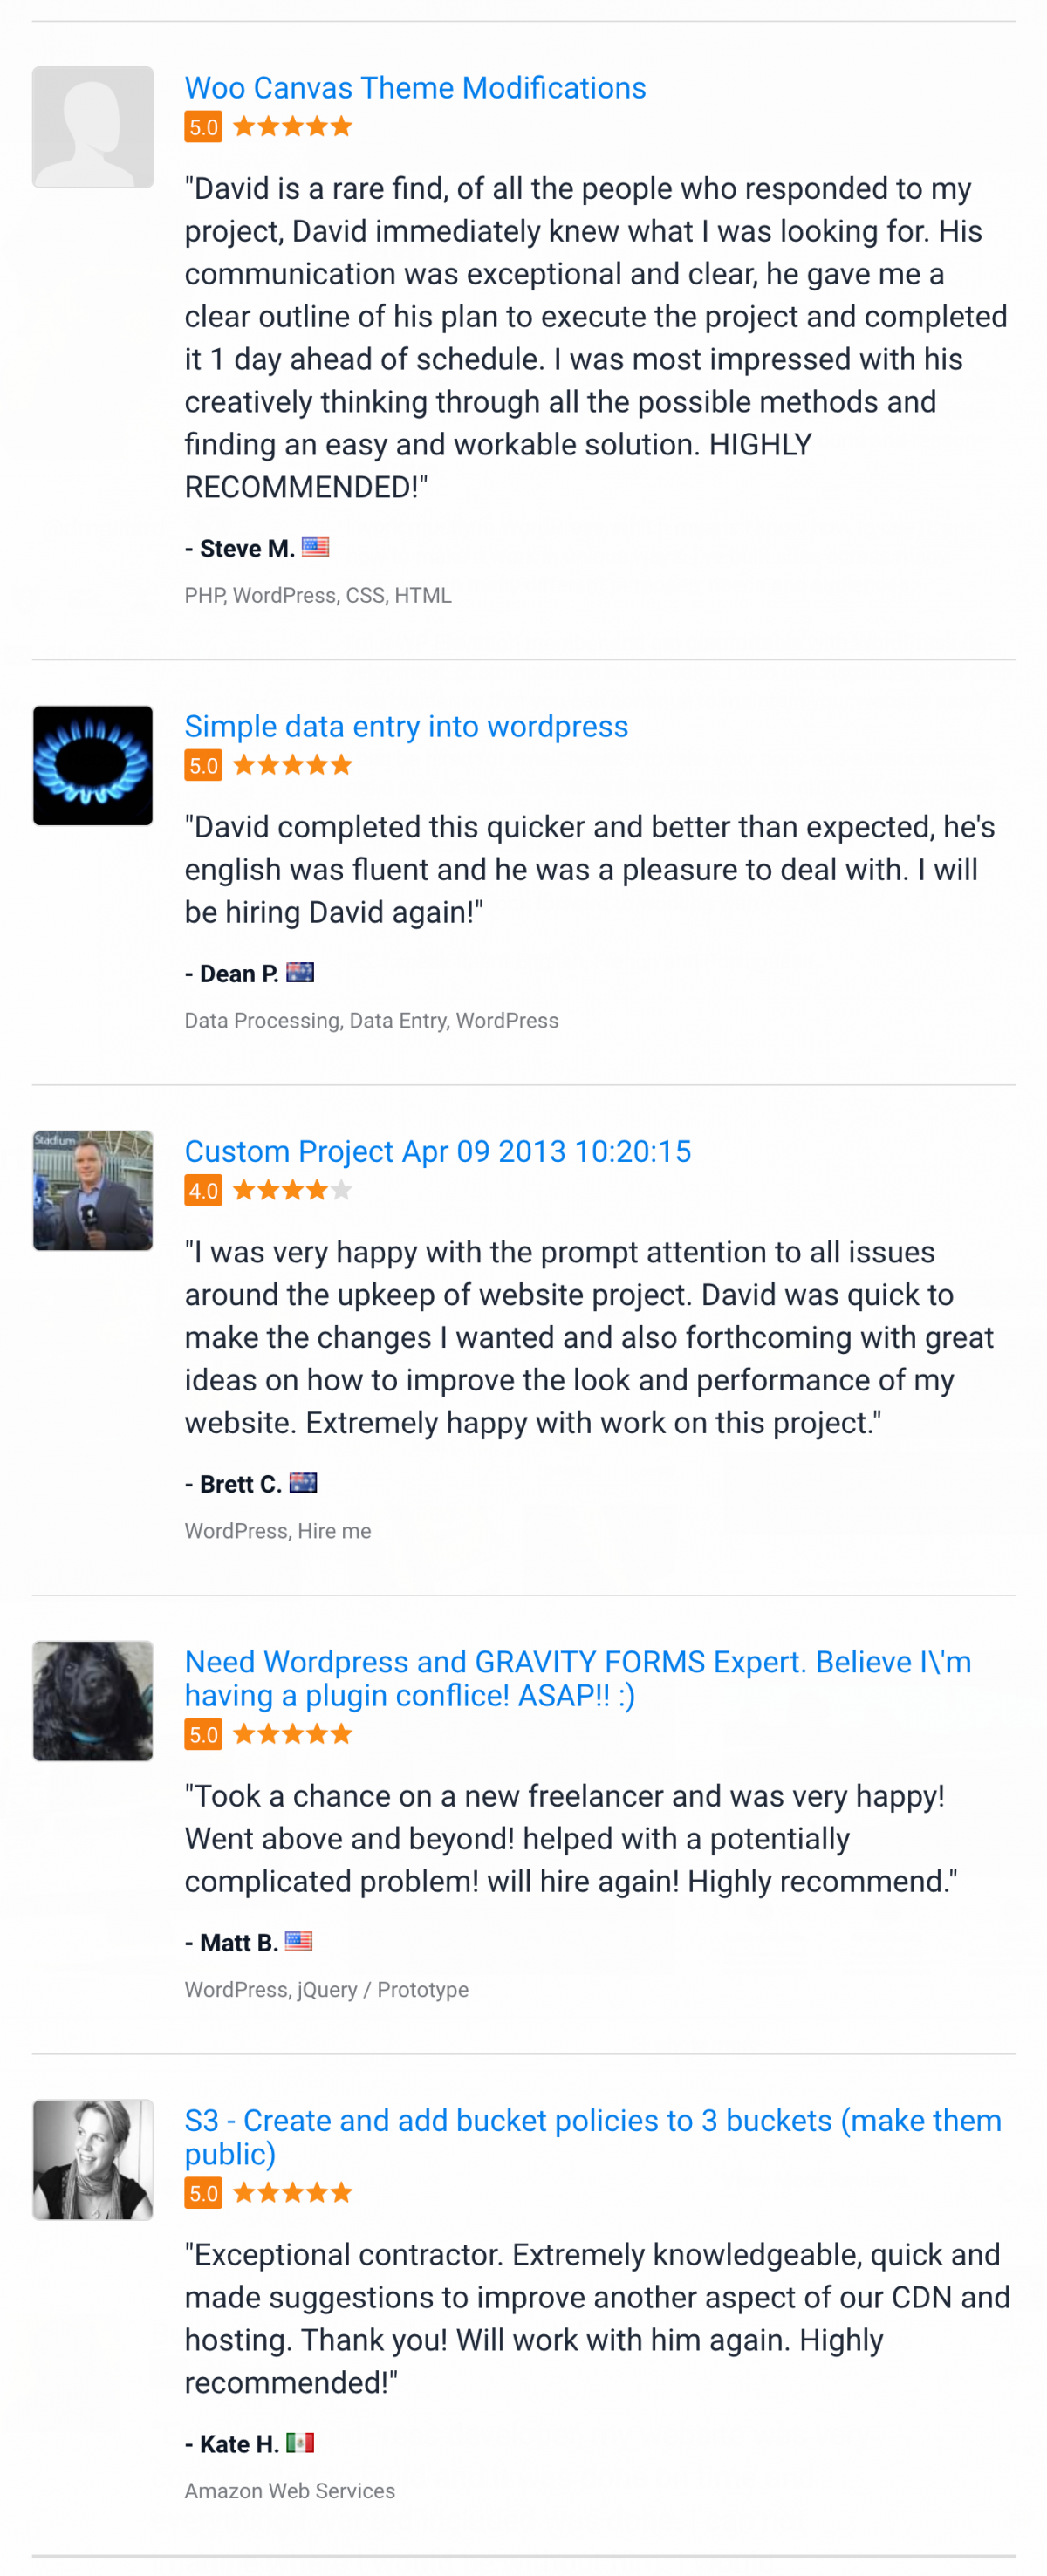 Woo Canvas Theme Modifications
5.0
"David is a rare find, of all the people who responded to my
project, David immediately knew what I was looking for. His
communication was exceptional and clear, he gave me a
clear outline of his plan to execute the project and completed
it 1 day ahead of schedule. I was most impressed with his
creatively thinking through all the possible methods and
finding an easy and workable solution. HIGHLY
RECOMMENDED!"
- Steve M.
PHP, WordPress, CSS, HTML
Simple data entry into wordpress
5.0
"David completed this quicker and better than expected, he's
english was fluent and he was a pleasure to deal with. I will
be hiring David again!"
- Dean P.
Data Processing, Data Entry, WordPress
Stadium
Custom Project Apr 09 2013 10:20:15
4.0
"I was very happy with the prompt attention to all issues
around the upkeep of website project. David was quick to
make the changes I wanted and also forthcoming with great
ideas on how to improve the look and performance of my
website. Extremely happy with work on this project."
- Brett C.
WordPress, Hire me
Need Wordpress and GRAVITY FORMS Expert. Believe I\'m
having a plugin conflice! ASAP!! :)
5.0
"Took a chance on a new freelancer and was very happy!
Went above and beyond! helped with a potentially
complicated problem! will hire again! Highly recommend."
- Matt B.
WordPress, jQuery / Prototype
S3 - Create and add bucket policies to 3 buckets (make them
public)
5.0
"Exceptional contractor. Extremely knowledgeable, quick and
made suggestions to improve another aspect of our CDN and
hosting. Thank you! Will work with him again. Highly
recommended!"
- Kate H.
Amazon Web Services